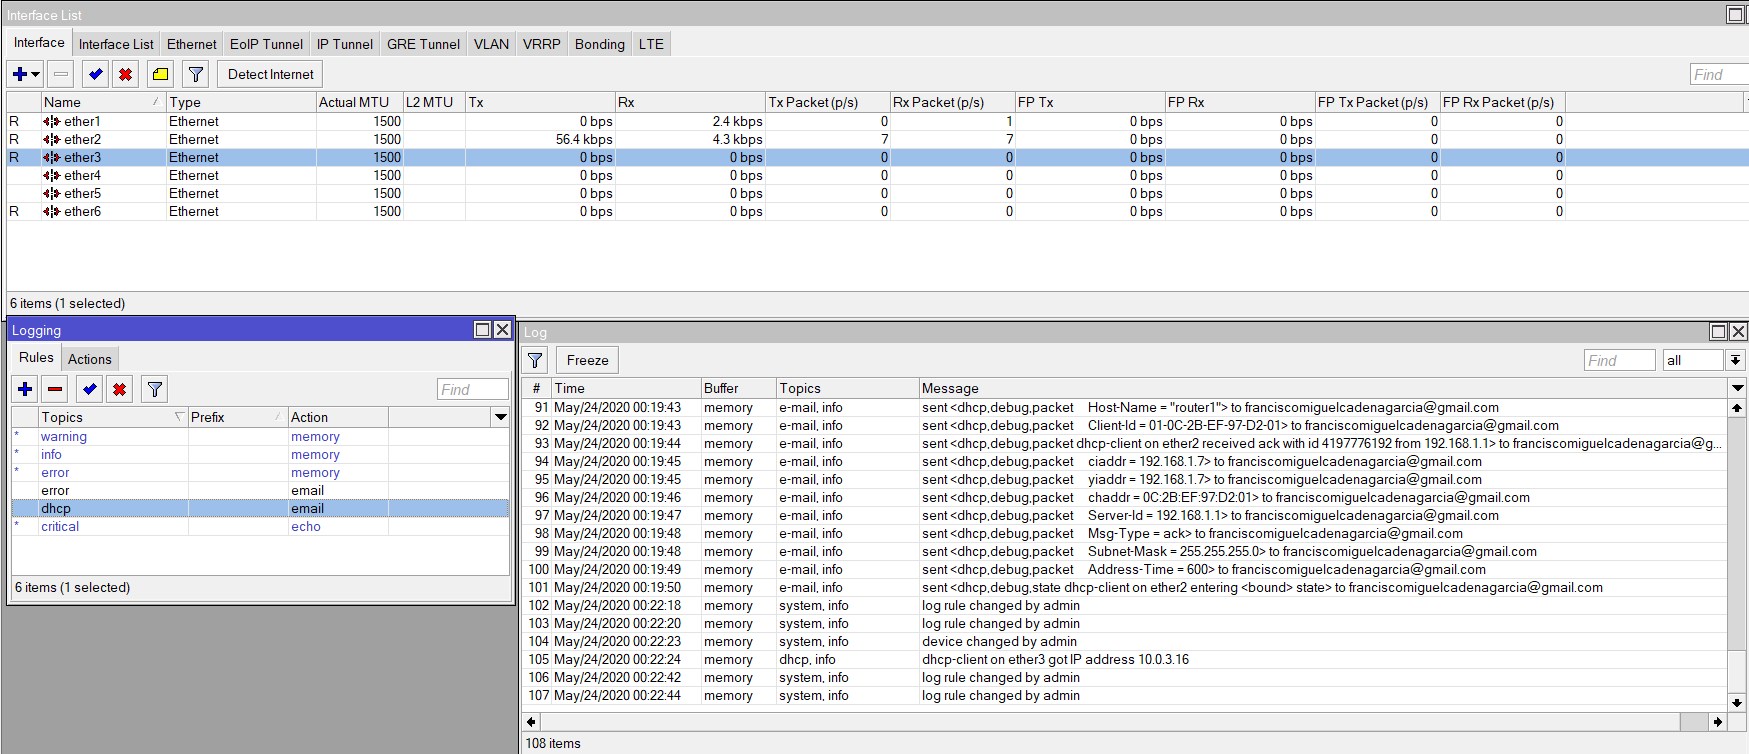 Interface List
Interface Interface List Ethernet EoIP Tunnel IP Tunnel GRE Tunnel VLAN VRRP Bonding LTE
Detect Internet Find
Name Type Actual MTU L2 MTU Tx Rx Tx Packet (p/s) Rx Packet (p/s) FP Tx FP Rx FP Tx Packet (p/s) FP Rx Packet (p/s)
R ether1 Ethernet 1500 0 bps 2.4 kbps 0 1 0 bps 0 bps 0 0
R ether2 Ethernet 1500 56.4 kbps 4.3 kbps 7 7 0 bps 0 bps 0 0
R ether3 Ethernet 1500 0 bps 0 bps 0 0 0 bps 0 bps 0 0
ether4 Ethernet 1500 0 bps 0 bps 0 0 0 bps 0 bps 0 0
ether5 Ethernet 1500 0 bps 0 bps 0 0 0 bps 0 bps 0 0
R ether6 Ethernet 1500 0 bps 0 bps 0 0 0 bps 0 bps 0 0
6 items (1 selected)
Logging
Rules Actions
Find
Topics Prefix Action
* warning memory
* info memory
* error memory
error email
dhcp email
* critical echo
6 items (1 selected)
Log
Freeze Find all
# Time Buffer Topics Message
91 May/24/2020 00:19:43 memory e-mail, info sent <dhcp,debug,packet Host-Name = "router1"> to franciscomiguelcadenagarcia@gmail.com
92 May/24/2020 00:19:43 memory e-mail, info sent <dhcp,debug,packet Client-Id = 01-0C-2B-EF-97-D2-01> to franciscomiguelcadenagarcia@gmail.com
93 May/24/2020 00:19:44 memory e-mail, info sent <dhcp,debug,packet dhcp-client on ether2 received ack with id 4197776192 from 192.168.1.1> to franciscomiguelcadenagarcia@g...
94 May/24/2020 00:19:45 memory e-mail, info sent <dhcp,debug,packet ciaddr = 192.168.1.7> to franciscomiguelcadenagarcia@gmail.com
95 May/24/2020 00:19:45 memory e-mail, info sent <dhcp,debug,packet yiaddr = 192.168.1.7> to franciscomiguelcadenagarcia@gmail.com
96 May/24/2020 00:19:46 memory e-mail, info sent <dhcp,debug,packet chaddr = 0C:2B:EF:97:D2:01> to franciscomiguelcadenagarcia@gmail.com
97 May/24/2020 00:19:47 memory e-mail, info sent <dhcp,debug,packet Server-Id = 192.168.1.1> to franciscomiguelcadenagarcia@gmail.com
98 May/24/2020 00:19:48 memory e-mail, info sent <dhcp,debug,packet Msg-Type = ack> to franciscomiguelcadenagarcia@gmail.com
99 May/24/2020 00:19:48 memory e-mail, info sent <dhcp,debug,packet Subnet-Mask = 255.255.255.0> to franciscomiguelcadenagarcia@gmail.com
100 May/24/2020 00:19:49 memory e-mail, info sent <dhcp,debug,packet Address-Time = 600> to franciscomiguelcadenagarcia@gmail.com
101 May/24/2020 00:19:50 memory e-mail, info sent <dhcp,debug,state dhcp-client on ether2 entering <bound> state> to franciscomiguelcadenagarcia@gmail.com
102 May/24/2020 00:22:18 memory system, info log rule changed by admin
103 May/24/2020 00:22:20 memory system, info log rule changed by admin
104 May/24/2020 00:22:23 memory system, info device changed by admin
105 May/24/2020 00:22:24 memory dhcp, info dhcp-client on ether3 got IP address 10.0.3.16
106 May/24/2020 00:22:42 memory system, info log rule changed by admin
107 May/24/2020 00:22:44 memory system, info log rule changed by admin
108 items